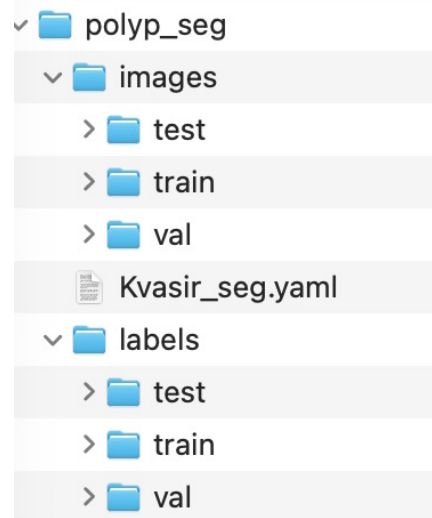 polyp_seg
images
test
train
val
Kvasir_seg.yaml
labels
test
train
val